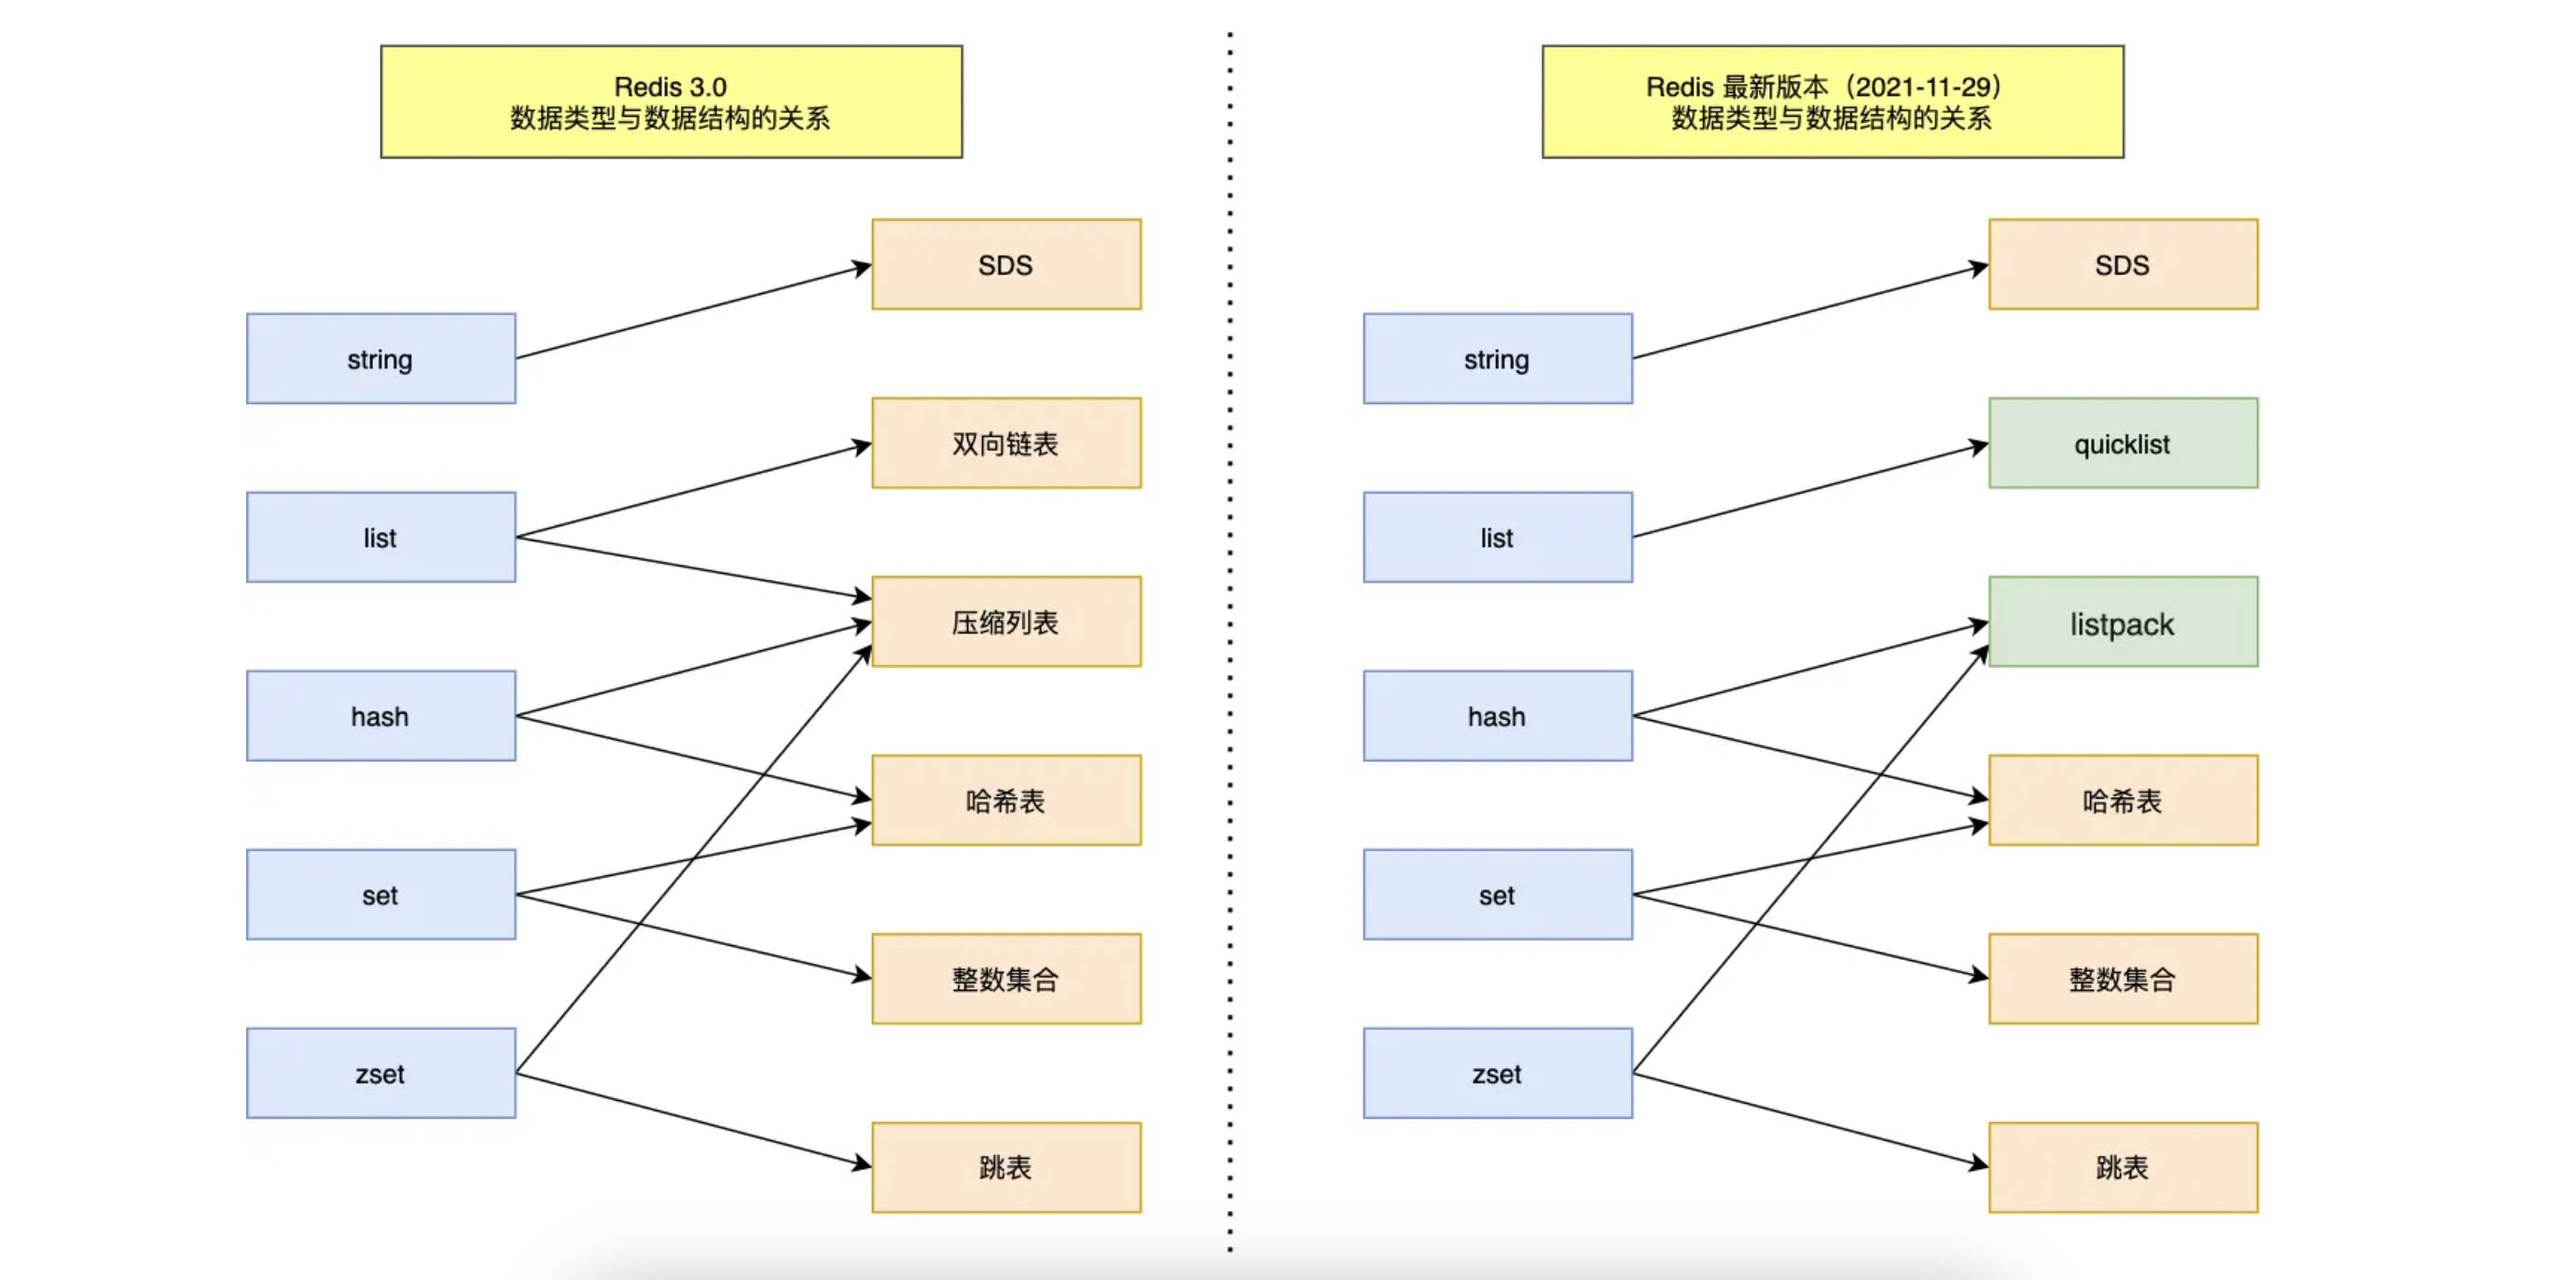 Redis 3.0
数据类型与数据结构的关系
SDS
string
双向链表
list
压缩列表
hash
哈希表
set
整数集合
zset
跳表
Redis 最新版本（2021-11-29）
数据类型与数据结构的关系
SDS
string
quicklist
list
listpack
hash
哈希表
set
整数集合
zset
跳表